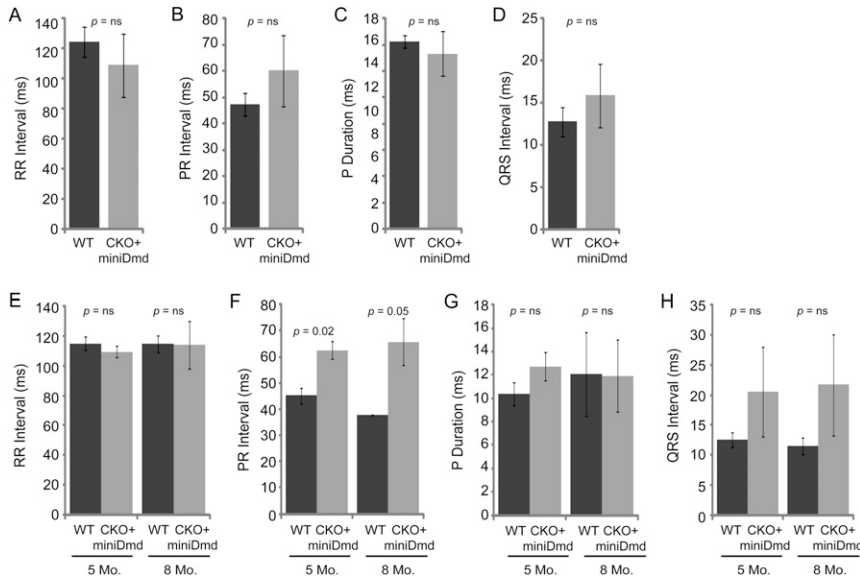 A
p = ns
RR Interval (ms)
140
120
100
80
60
40
20
0
WT
CKO+
miniDmd
B
p = ns
PR Interval (ms)
80
70
60
50
40
30
20
10
0
WT
CKO+
miniDmd
C
p = ns
P Duration (ms)
18
16
14
12
10
8
6
4
2
0
WT
CKO+
miniDmd
D
p = ns
QRS Interval (ms)
25
20
15
10
5
0
WT
CKO+
miniDmd
E
p = ns
p = ns
RR Interval (ms)
140
120
100
80
60
40
20
0
WT CKO+
miniDmd
WT CKO+
miniDmd
5 Mo.
8 Mo.
F
p = 0.02
p = 0.05
PR Interval (ms)
80
70
60
50
40
30
20
10
0
WT CKO+
miniDmd
WT CKO+
miniDmd
5 Mo.
8 Mo.
G
p = ns
p = ns
P Duration (ms)
18
16
14
12
10
8
6
4
2
0
WT CKO+
miniDmd
WT CKO+
miniDmd
5 Mo.
8 Mo.
H
p = ns
p = ns
QRS Interval (ms)
35
30
25
20
15
10
5
0
WT CKO+
miniDmd
WT CKO+
miniDmd
5 Mo.
8 Mo.